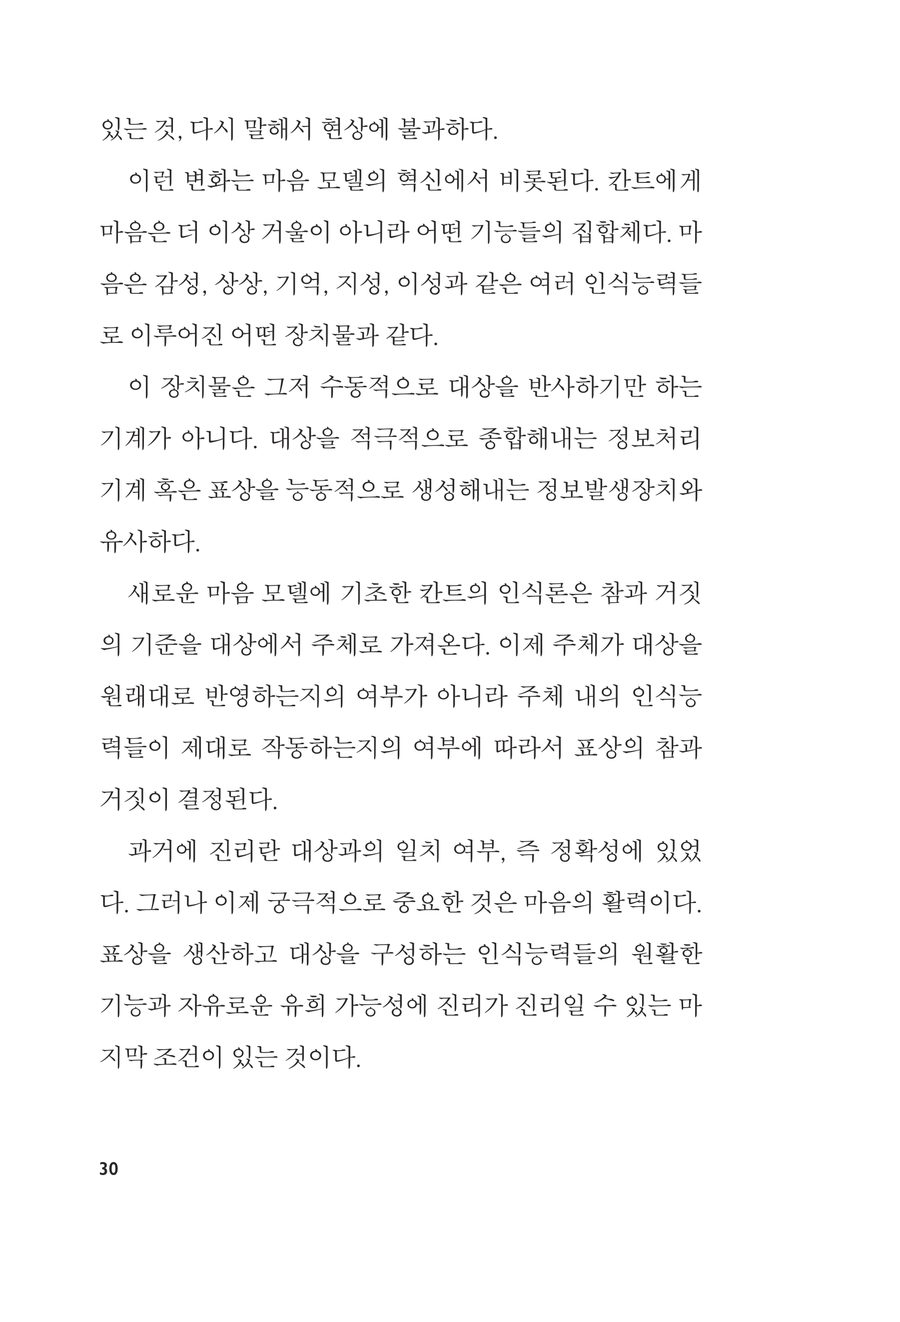 있는 것, 다시 말해서 현상에 불과하다.
이런 변화는 마음 모델의 혁신에서 비롯된다. 칸트에게
마음은 더 이상 거울이 아니라 어떤 기능들의 집합체다. 마
음은 감성, 상상, 기억, 지성, 이성과 같은 여러 인식능력들
로 이루어진 어떤 장치물과 같다.
이 장치물은 그저 수동적으로 대상을 반사하기만 하는
기계가 아니다. 대상을 적극적으로 종합해내는 정보처리
기계 혹은 표상을 능동적으로 생성해내는 정보발생장치와
유사하다.
새로운 마음 모델에 기초한 칸트의 인식론은 참과 거짓
의 기준을 대상에서 주체로 가져온다. 이제 주체가 대상을
원래대로 반영하는지의 여부가 아니라 주체 내의 인식능
력들이 제대로 작동하는지의 여부에 따라서 표상의 참과
거짓이 결정된다.
과거에 진리란 대상과의 일치 여부, 즉 정확성에 있었
다. 그러나 이제 궁극적으로 중요한 것은 마음의 활력이다.
표상을 생산하고 대상을 구성하는 인식능력들의 원활한
기능과 자유로운 유희 가능성에 진리가 진리일 수 있는 마
지막 조건이 있는 것이다.
30